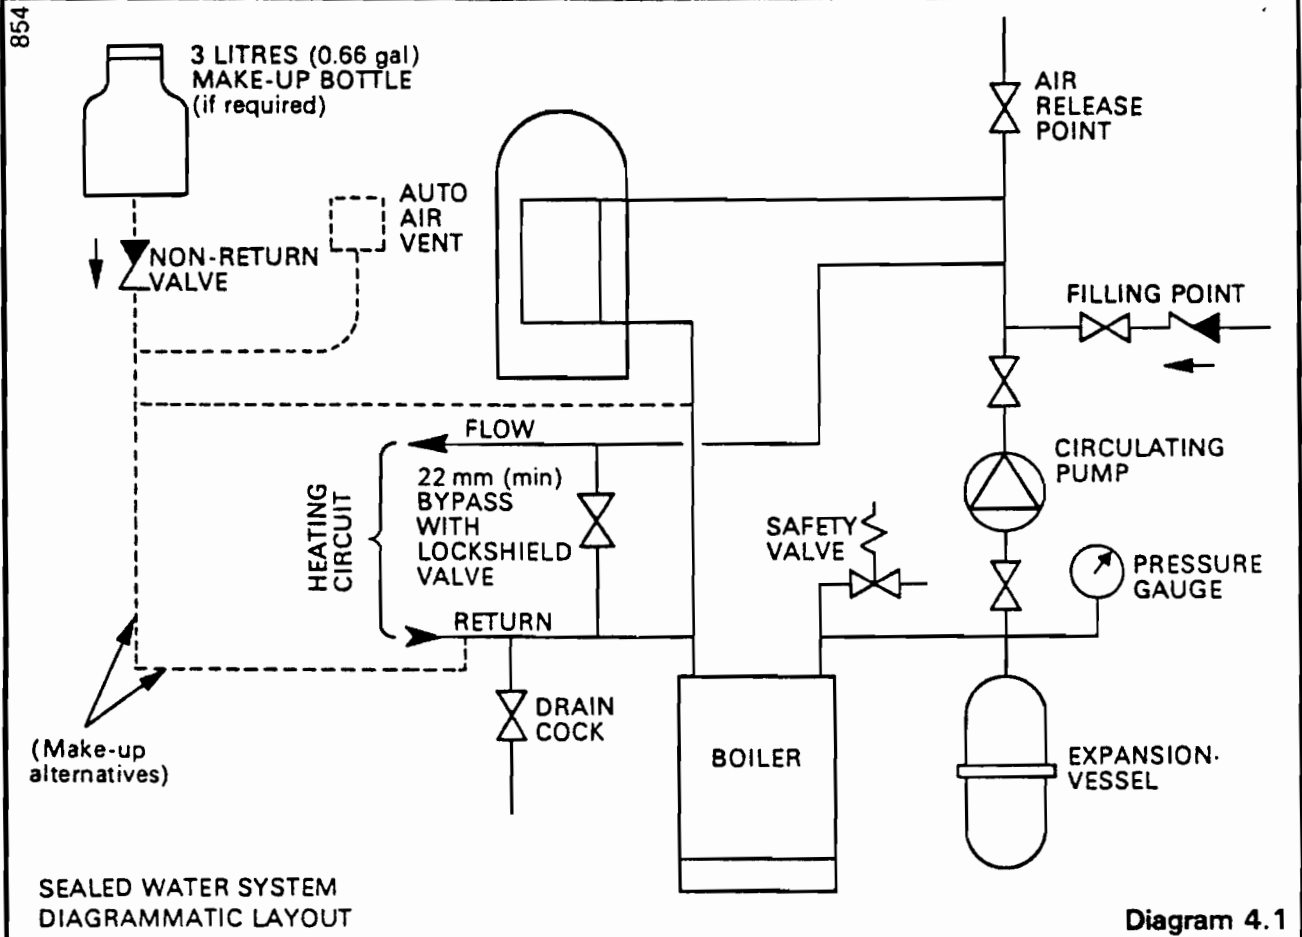 854
3 LITRES (0.66 gal)
MAKE-UP BOTTLE
(if required)
AIR
RELEASE
POINT
AUTO
AIR
VENT
NON-RETURN
VALVE
FILLING POINT
FLOW
22 mm (min)
BYPASS
WITH
LOCKSHIELD
VALVE
HEATING
CIRCUIT
CIRCULATING
PUMP
SAFETY
VALVE
PRESSURE
GAUGE
RETURN
DRAIN
COCK
(Make-up
alternatives)
BOILER
EXPANSION
VESSEL
SEALED WATER SYSTEM
DIAGRAMMATIC LAYOUT
Diagram 4.1